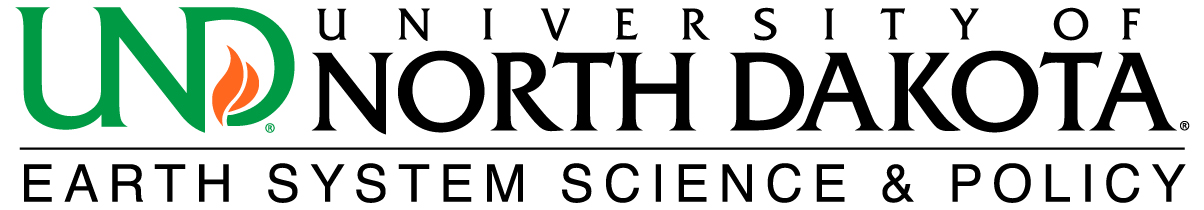 UND®
UNIVERSITY OF
NORTH DAKOTA®
EARTH SYSTEM SCIENCE & POLICY